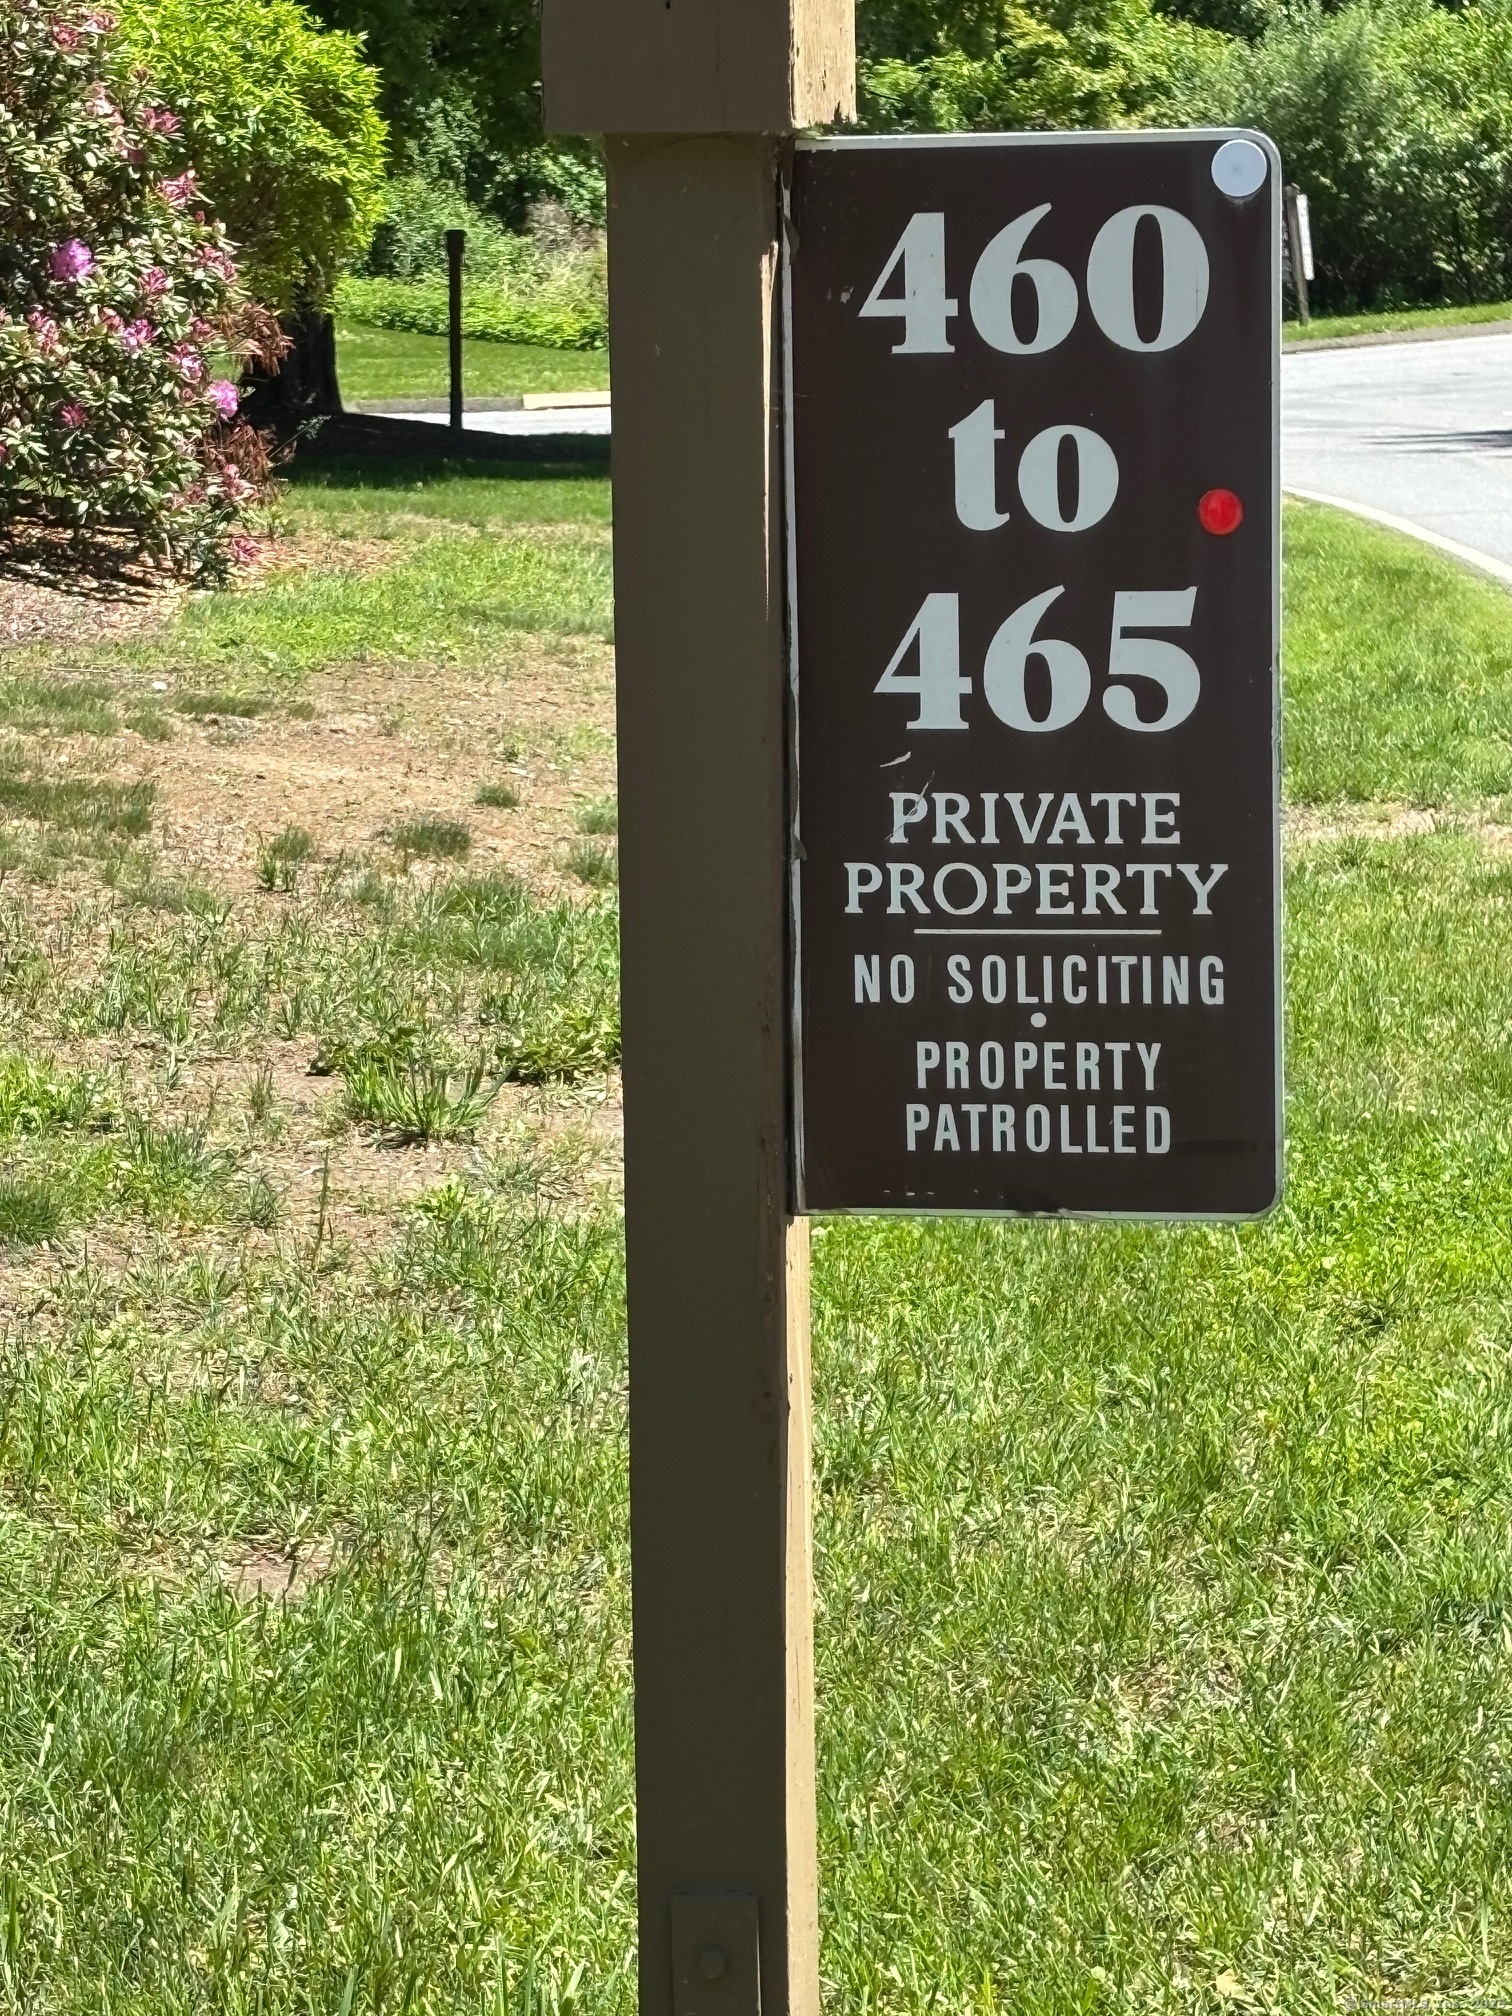 460
to
465
PRIVATE
PROPERTY
NO SOLICITING
PROPERTY
PATROLLED